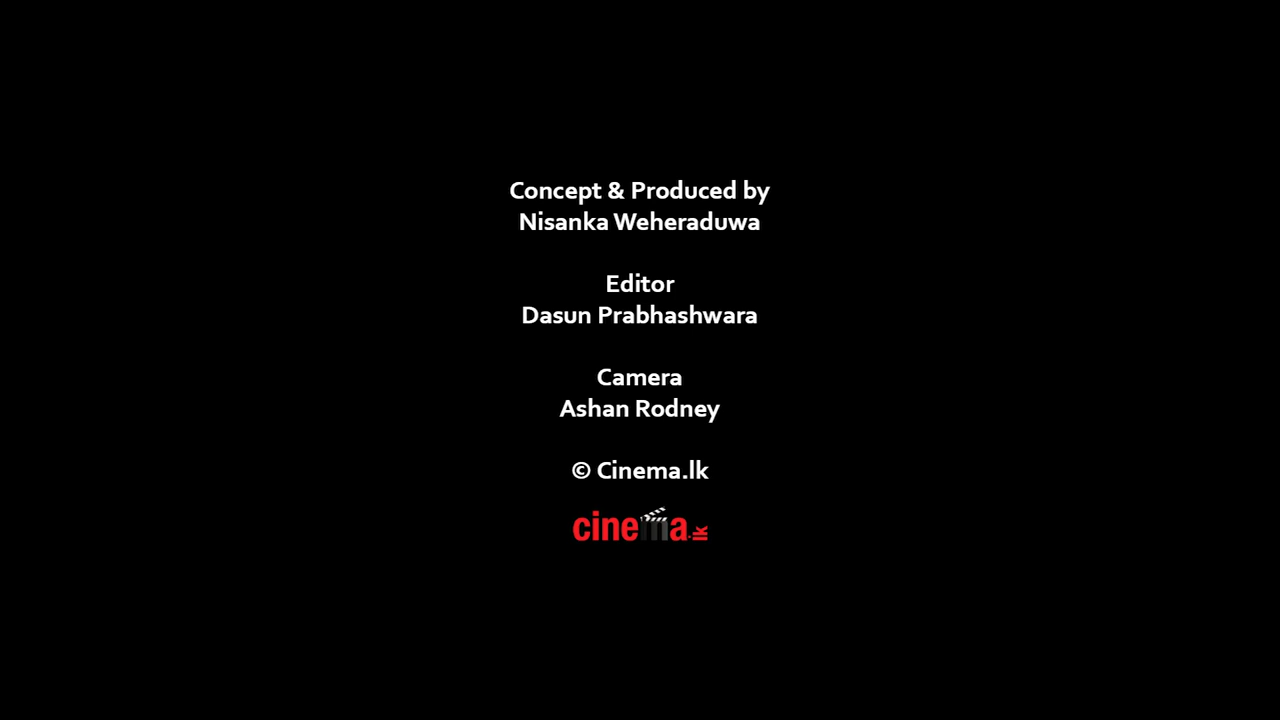 Concept & Produced by
Nisanka Weheraduwa
Editor
Dasun Prabhashwara
Camera
Ashan Rodney
© Cinema.lk
cinema.lk